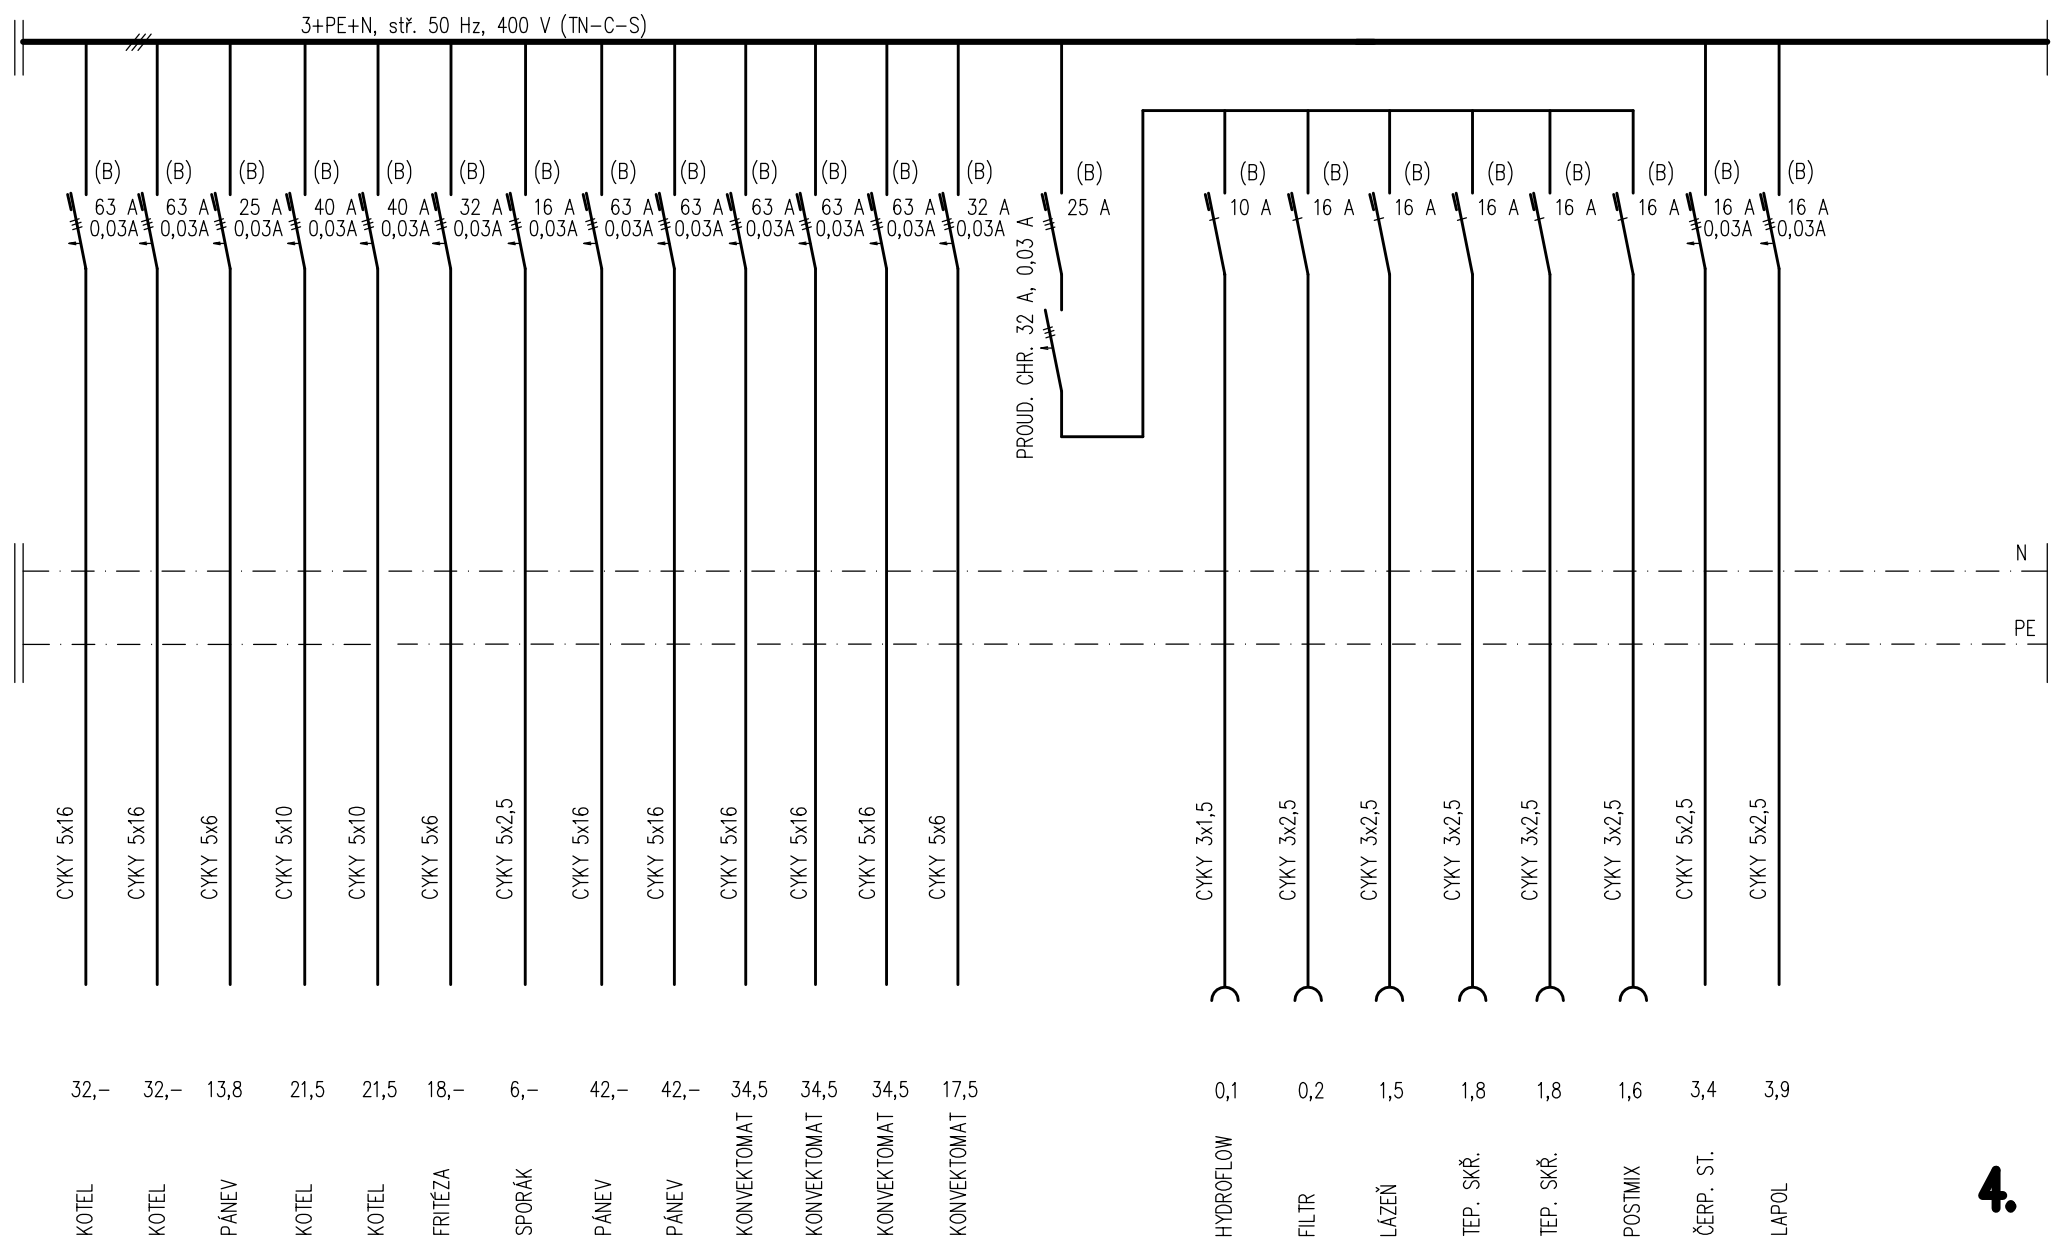 3+PE+N, stř. 50 Hz, 400 V (TN-C-S)
(B) (B) (B) (B) (B) (B) (B) (B) (B) (B) (B) (B) (B) (B) (B) (B) (B) (B) (B) (B) (B) (B)
63 A 63 A 25 A 40 A 40 A 32 A 16 A 63 A 63 A 63 A 63 A 63 A 32 A 25 A 10 A 16 A 16 A 16 A 16 A 16 A 16 A 16 A
0,03A 0,03A 0,03A 0,03A 0,03A 0,03A 0,03A 0,03A 0,03A 0,03A 0,03A 0,03A 0,03A 0,03A 0,03A
PROUD. CHR. 32 A, 0,03 A
N
PE
CYKY 5x16
CYKY 5x16
CYKY 5x6
CYKY 5x10
CYKY 5x10
CYKY 5x6
CYKY 5x2,5
CYKY 5x16
CYKY 5x16
CYKY 5x16
CYKY 5x16
CYKY 5x16
CYKY 5x6
CYKY 3x1,5
CYKY 3x2,5
CYKY 3x2,5
CYKY 3x2,5
CYKY 3x2,5
CYKY 3x2,5
CYKY 5x2,5
CYKY 5x2,5
32,- 32,- 13,8 21,5 21,5 18,- 6,- 42,- 42,- 34,5 34,5 34,5 17,5 0,1 0,2 1,5 1,8 1,8 1,6 3,4 3,9
KOTEL
KOTEL
PÁNEV
KOTEL
KOTEL
FRITÉZA
SPORÁK
PÁNEV
PÁNEV
KONVEKTOMAT
KONVEKTOMAT
KONVEKTOMAT
KONVEKTOMAT
HYDROFLOW
FILTR
LÁZEŇ
TEP. SKŘ.
TEP. SKŘ.
POSTMIX
ČERP. ST.
LAPOL
4.